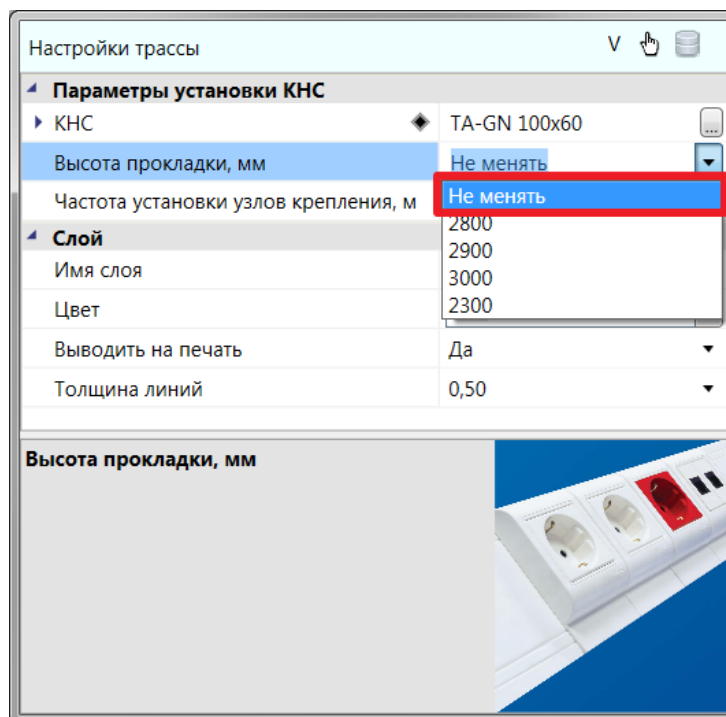 Настройки трассы V
Параметры установки КНС
КНС TA-GN 100x60 ...
Высота прокладки, мм Не менять
Частота установки узлов крепления, м Не менять
2800
Слой
2900
Имя слоя 3000
Цвет 2300
Выводить на печать Да
Толщина линий 0,50
Высота прокладки, мм